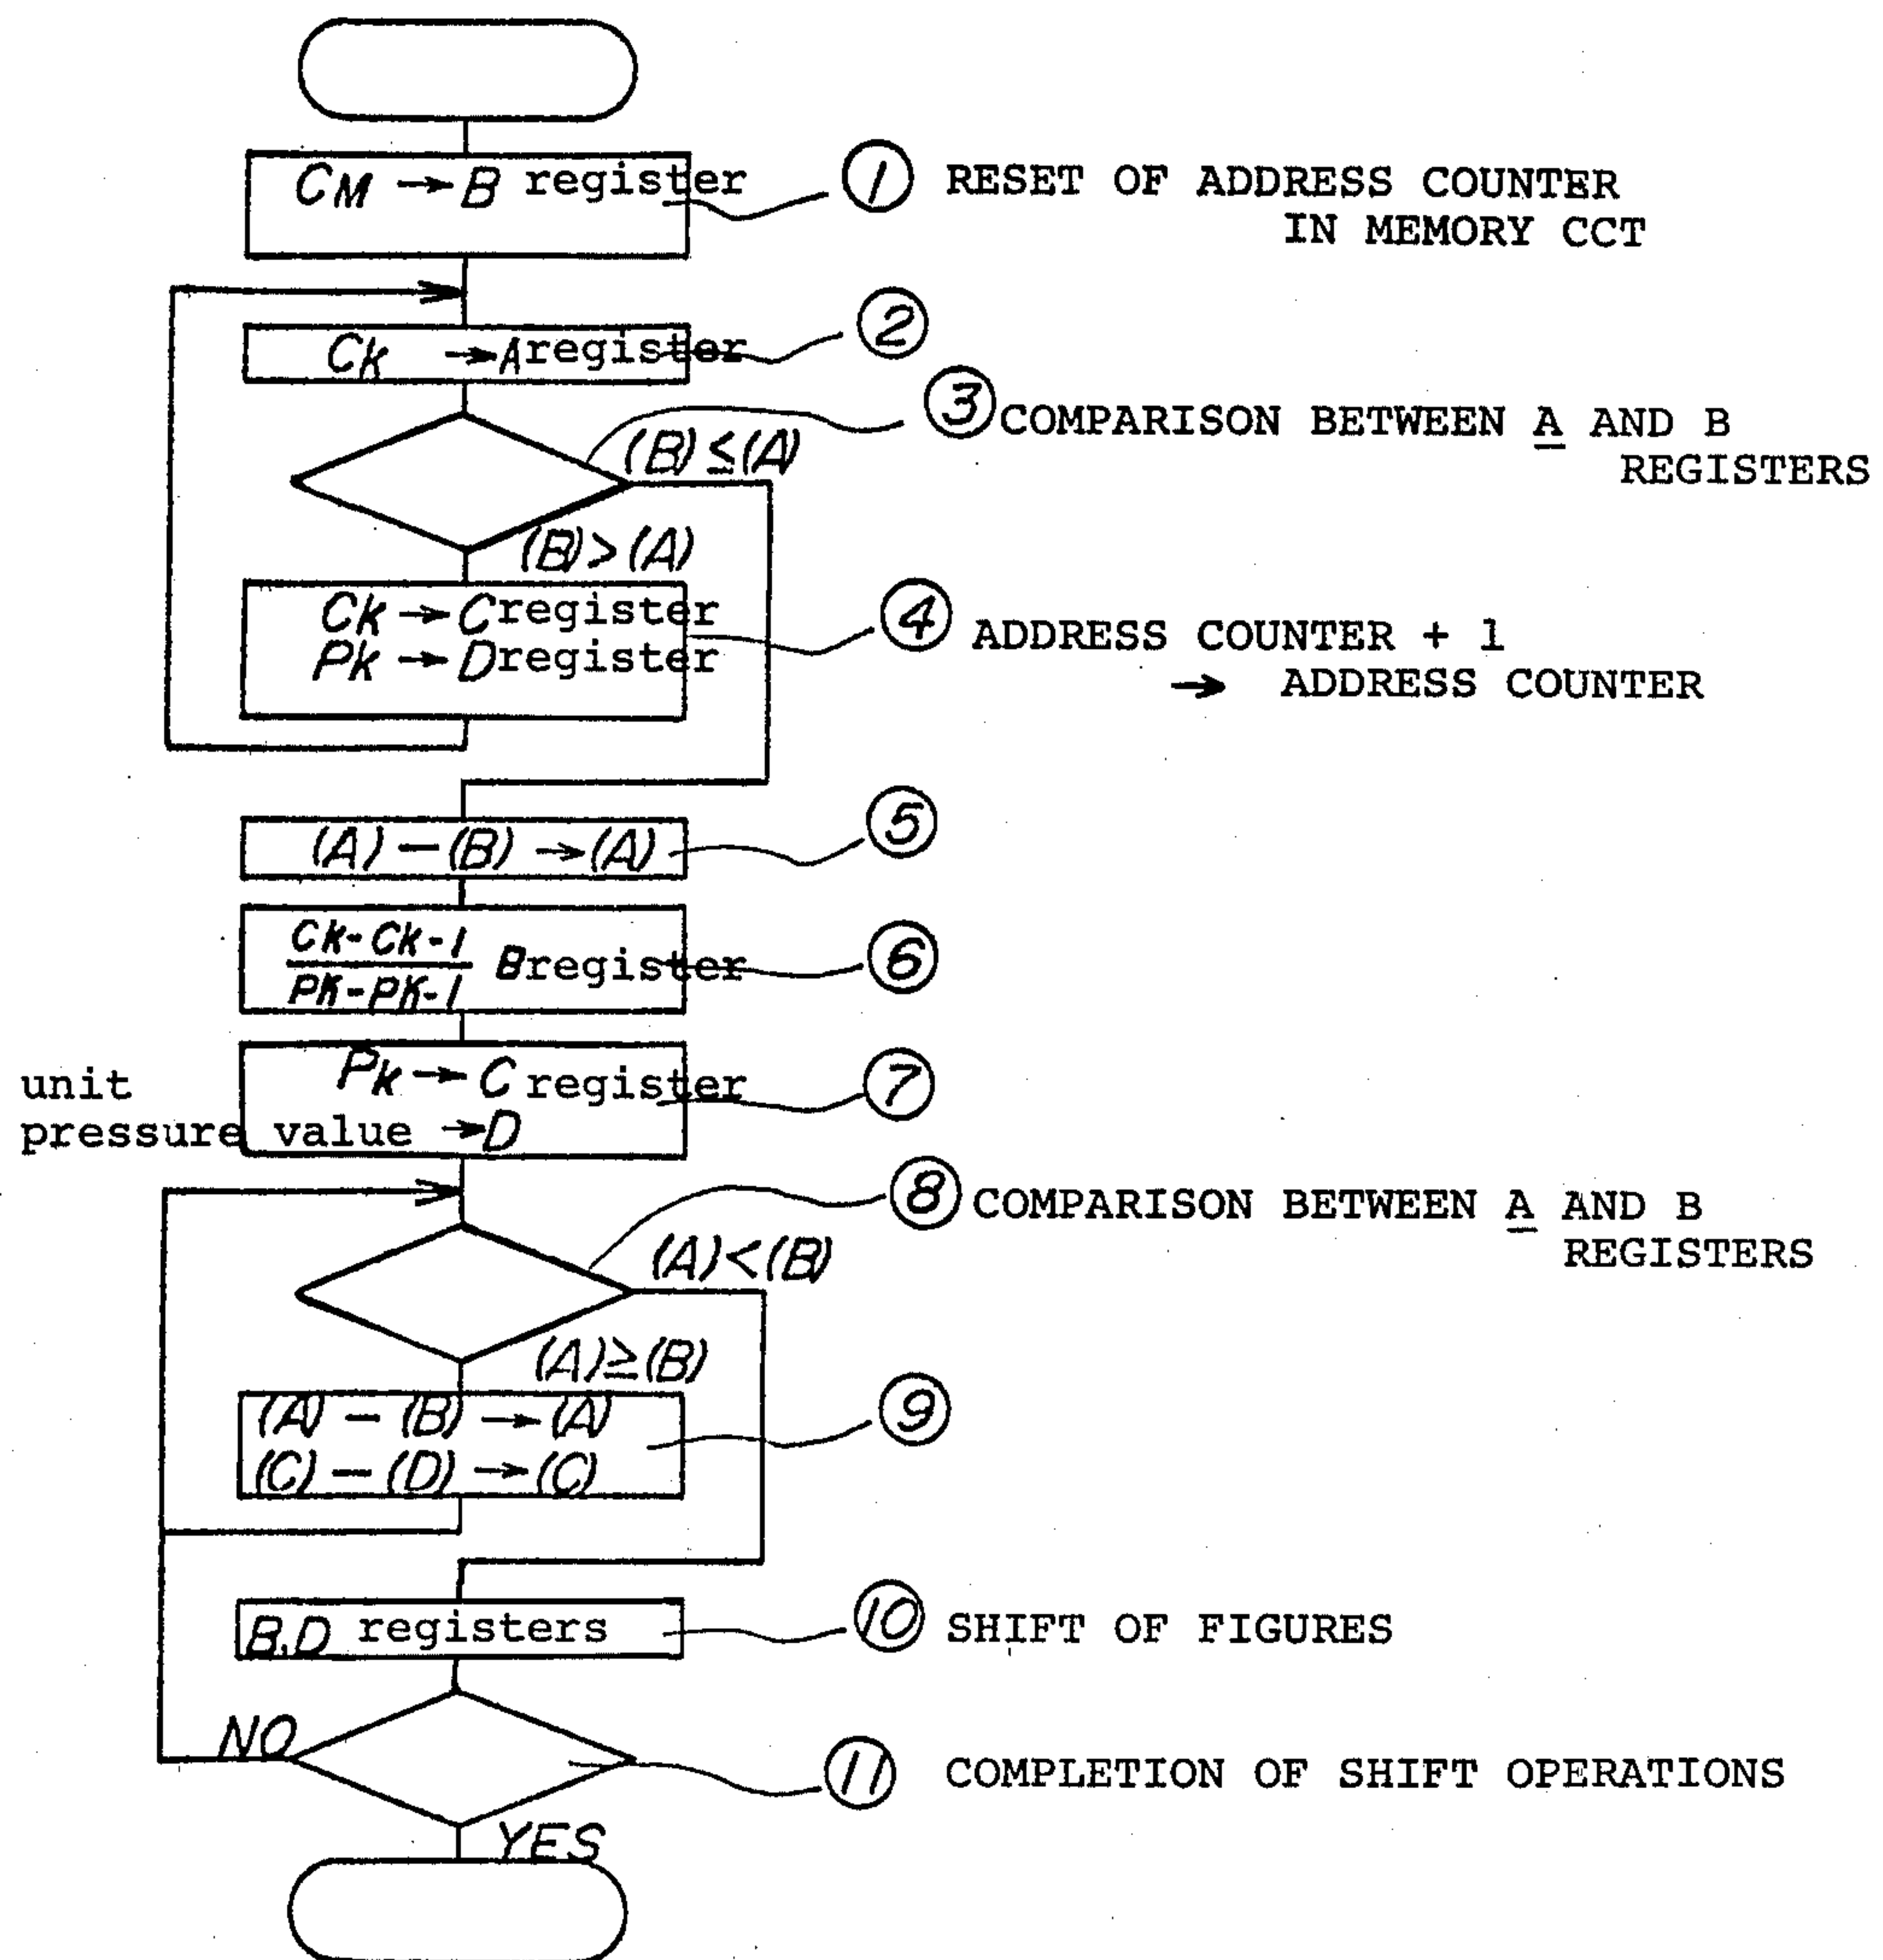 CM → B register
① RESET OF ADDRESS COUNTER
IN MEMORY CCT
Ck → A register
②
③ COMPARISON BETWEEN A AND B
REGISTERS
(B) ≤ (A)
(B) > (A)
Ck → C register
Pk → D register
④ ADDRESS COUNTER + 1
→ ADDRESS COUNTER
(A) − (B) → (A)
⑤
Ck-Ck-1
PK-PK-1
B register
⑥
Pk → C register
⑦
unit
pressure value → D
⑧ COMPARISON BETWEEN A AND B
REGISTERS
(A) < (B)
(A) ≥ (B)
(A) − (B) → (A)
(C) − (D) → (C)
⑨
B.D registers
⑩ SHIFT OF FIGURES
NO
⑪ COMPLETION OF SHIFT OPERATIONS
YES